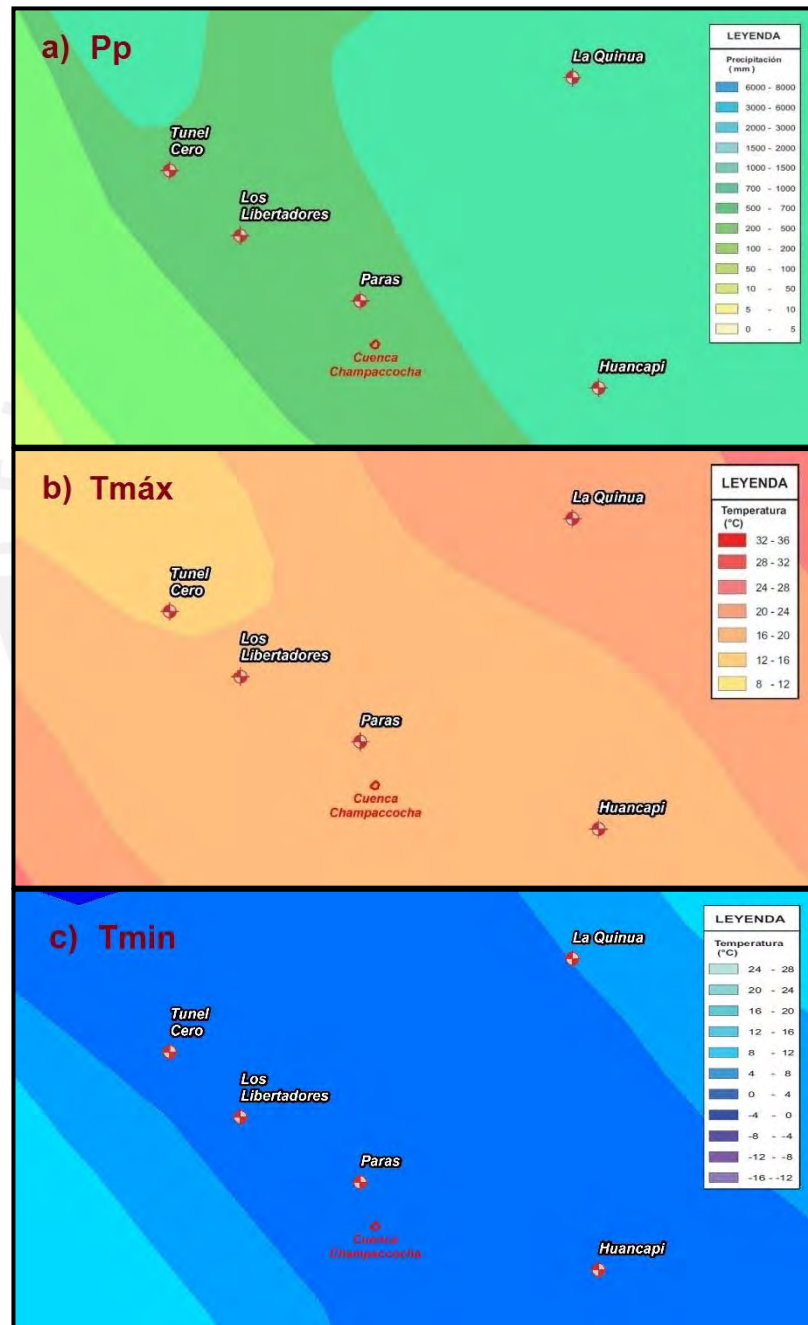 a) Pp
La Quinua
Tunel
Cero
Los
Libertadores
Paras
Cuenca
Champaccocha
Huancapi
LEYENDA
Precipitación
( mm )
6000 - 8000
3000 - 6000
2000 - 3000
1500 - 2000
1000 - 1500
700 - 1000
500 - 700
200 - 500
100 - 200
50 - 100
10 - 50
5 - 10
0 - 5
b) Tmáx
La Quinua
Tunel
Cero
Los
Libertadores
Paras
Cuenca
Champaccocha
Huancapi
LEYENDA
Temperatura
(°C)
32 - 36
28 - 32
24 - 28
20 - 24
16 - 20
12 - 16
8 - 12
c) Tmin
La Quinua
Tunel
Cero
Los
Libertadores
Paras
Cuenca
Champaccocha
Huancapi
LEYENDA
Temperatura
(°C)
24 - 28
20 - 24
16 - 20
12 - 16
8 - 12
4 - 8
0 - 4
-4 - 0
-8 - -4
-12 - -8
-16 - -12